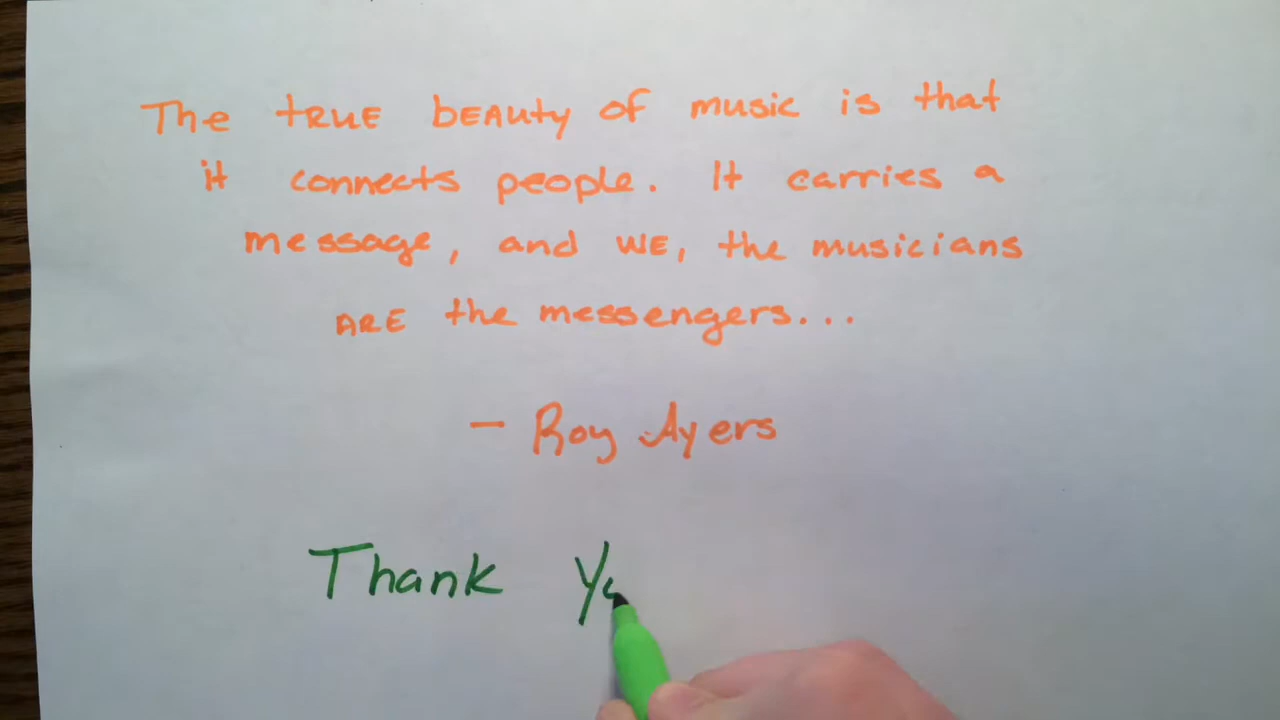 The tRUE bEAuty of music is that
it connects people. It carries a
message, and WE, the musicians
ARE the messengers...
- Roy Ayers
Thank Yo